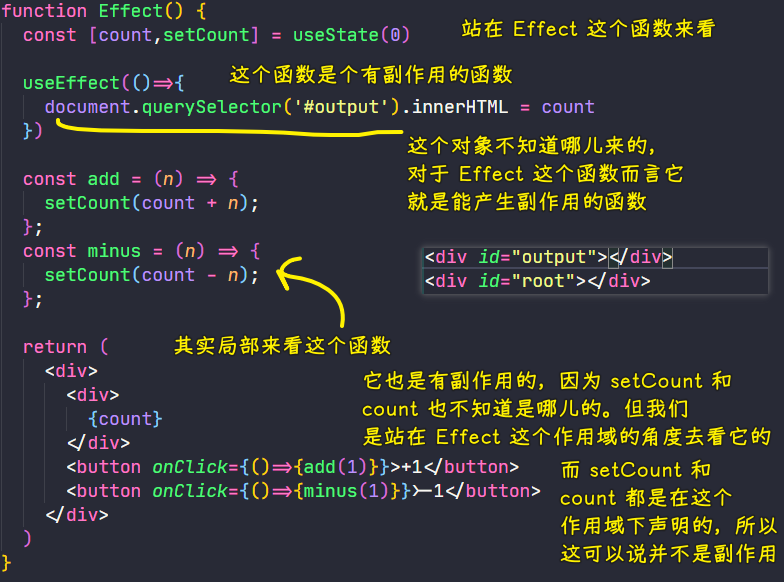 function Effect() {
站在 Effect 这个函数来看
const [count,setCount] = useState(0)
这个函数是个有副作用的函数
useEffect(()=>{
document.querySelector('#output').innerHTML = count
})
这个对象不知道哪儿来的，
对于 Effect 这个函数而言它
就是能产生副作用的函数
const add = (n) => {
setCount(count + n);
};
const minus = (n) => {
setCount(count - n);
};
<div id="output"></div>
<div id="root"></div>
其实局部来看这个函数
它也是有副作用的，因为 setCount 和
count 也不知道是哪儿的。但我们
是站在 Effect 这个作用域的角度去看它的
而 setCount 和
count 都是在这个
作用域下声明的，所以
这可以说并不是副作用
return (
<div>
<div>
{count}
</div>
<button onClick={()=>{add(1)}}>+1</button>
<button onClick={()=>{minus(1)}}>-1</button>
</div>
)
}